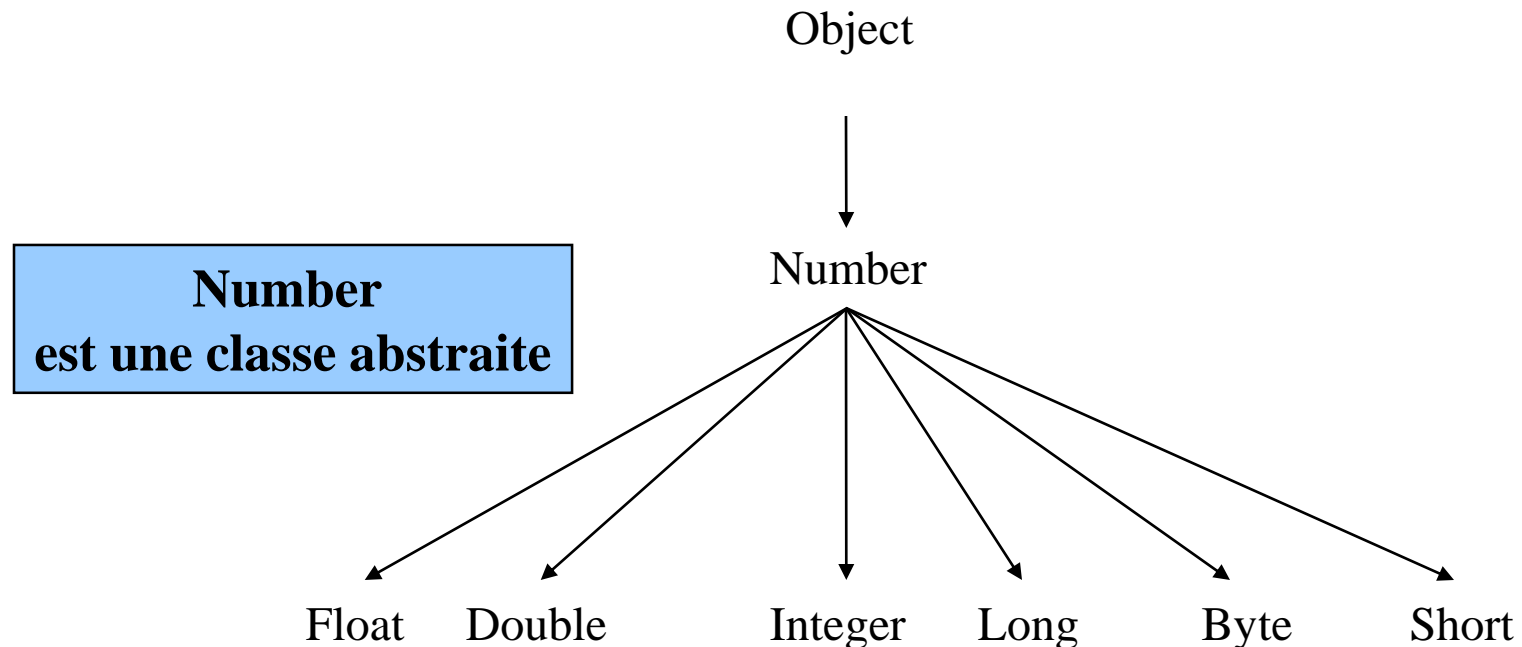 Object
Number
Number
est une classe abstraite
Float Double Integer Long Byte Short